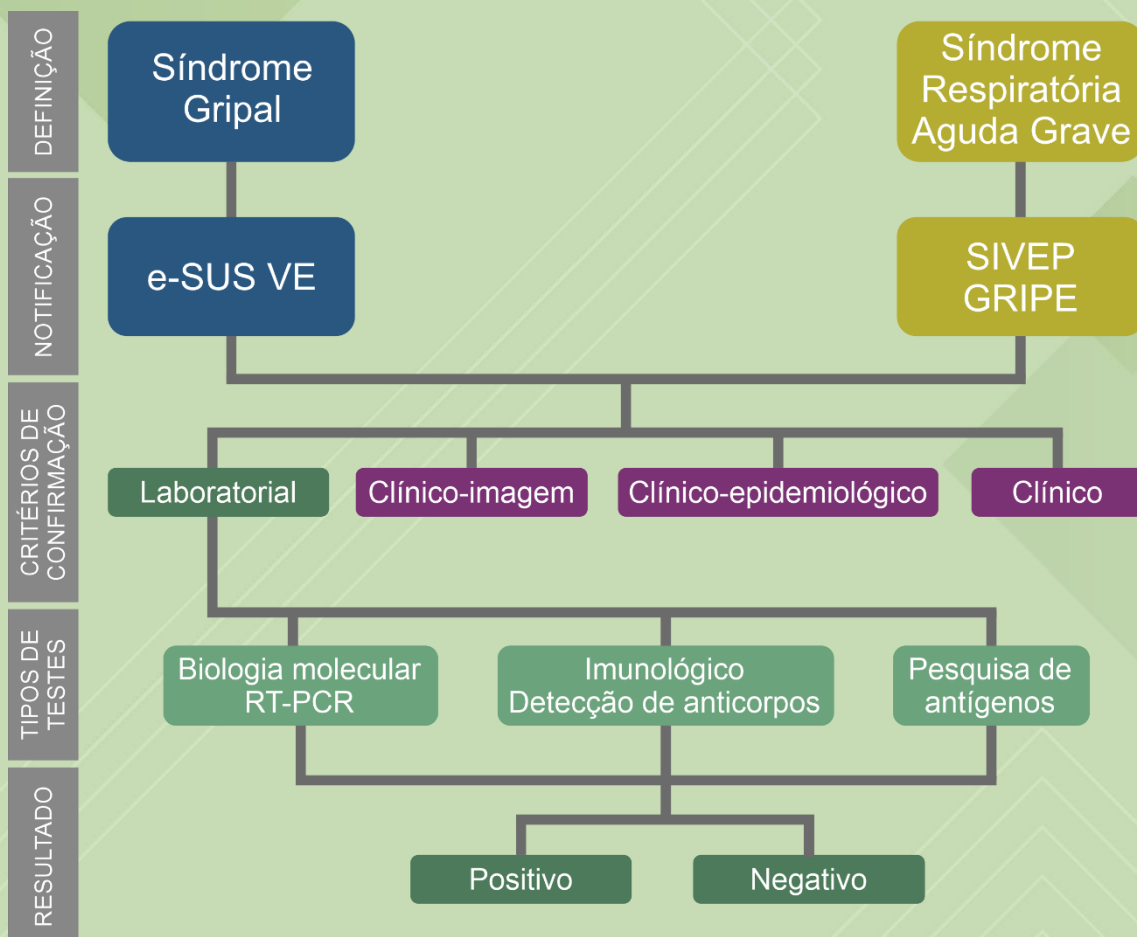 DEFINIÇÃO
Síndrome
Gripal
Síndrome
Respiratória
Aguda Grave
NOTIFICAÇÃO
e-SUS VE
SIVEP
GRIPE
CRITÉRIOS DE
CONFIRMAÇÃO
Laboratorial
Clínico-imagem
Clínico-epidemiológico
Clínico
TIPOS DE
TESTES
Biologia molecular
RT-PCR
Imunológico
Detecção de anticorpos
Pesquisa de
antígenos
RESULTADO
Positivo
Negativo